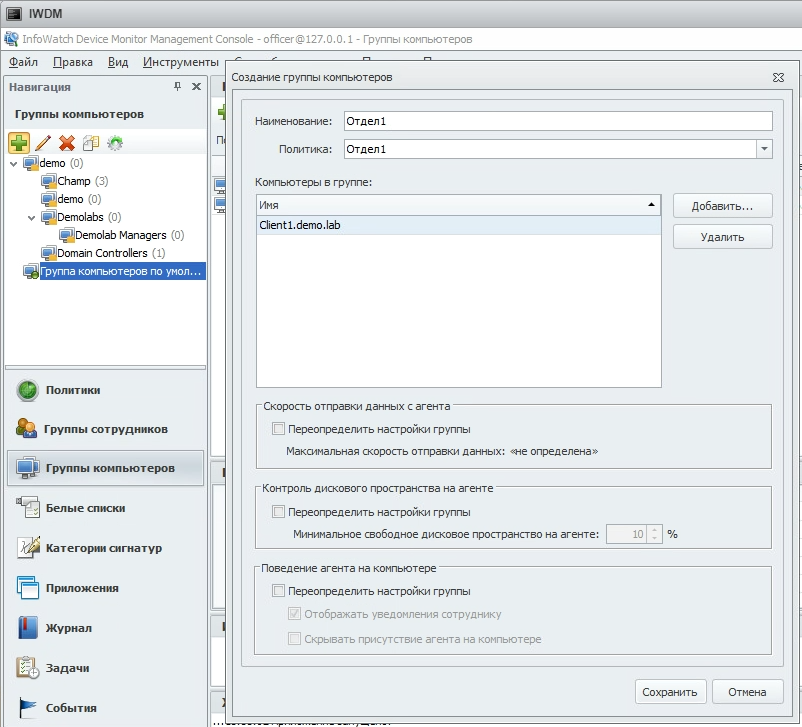 IWDM
InfoWatch Device Monitor Management Console - officer@127.0.0.1 - Группы компьютеров
Файл Правка Вид Инструменты
Навигация
Группы компьютеров
demo (0)
Champ (3)
demo (0)
Demolabs (0)
Demolab Managers (0)
Domain Controllers (1)
Группа компьютеров по умол...
Политики
Группы сотрудников
Группы компьютеров
Белые списки
Категории сигнатур
Приложения
Журнал
Задачи
События
Создание группы компьютеров
Наименование: Отдел1
Политика: Отдел1
Компьютеры в группе:
Имя
Client1.demo.lab
Добавить...
Удалить
Скорость отправки данных с агента
Переопределить настройки группы
Максимальная скорость отправки данных: «не определена»
Контроль дискового пространства на агенте
Переопределить настройки группы
Минимальное свободное дисковое пространство на агенте: 10 %
Поведение агента на компьютере
Переопределить настройки группы
Отображать уведомления сотруднику
Скрывать присутствие агента на компьютере
Сохранить Отмена